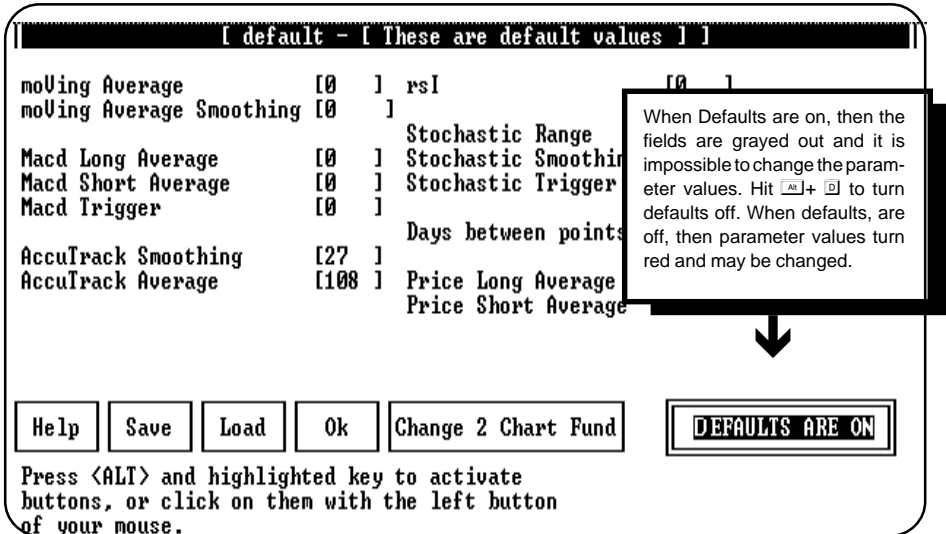 [ default - [ These are default values ] ]
moVing Average [0 ] rsI [0 ]
moVing Average Smoothing [0 ]
Stochastic Range
Macd Long Average [0 ] Stochastic Smoothin
Macd Short Average [0 ] Stochastic Trigger
Macd Trigger [0 ]
Days between points
AccuTrack Smoothing [27 ]
AccuTrack Average [108 ] Price Long Average
Price Short Average
When Defaults are on, then the
fields are grayed out and it is
impossible to change the param-
eter values. Hit Alt + D to turn
defaults off. When defaults, are
off, then parameter values turn
red and may be changed.
Help Save Load Ok Change 2 Chart Fund DEFAULTS ARE ON
Press <ALT> and highlighted key to activate
buttons, or click on them with the left button
of your mouse.